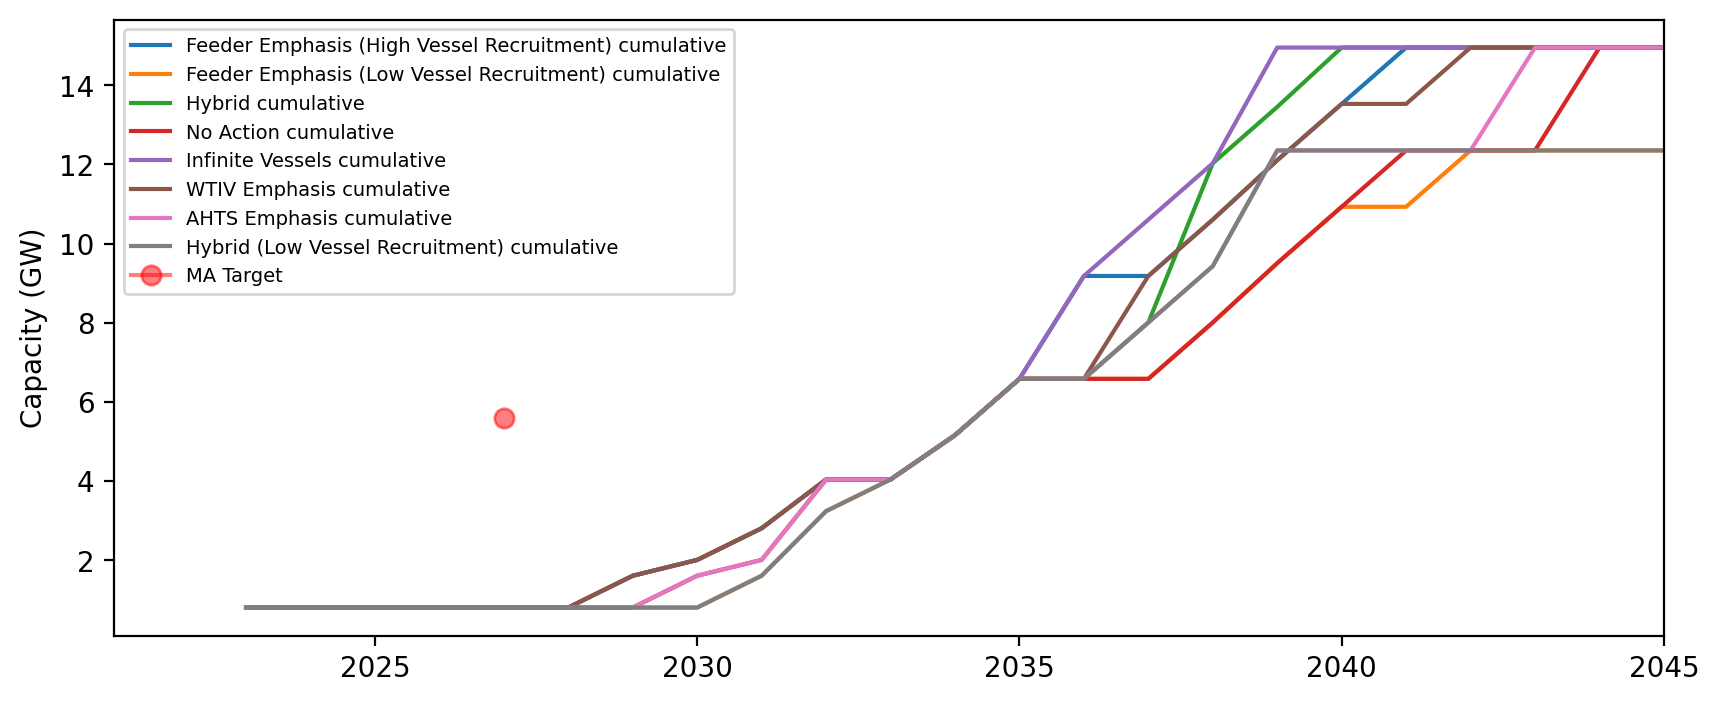 Feeder Emphasis (High Vessel Recruitment) cumulative
Feeder Emphasis (Low Vessel Recruitment) cumulative
Hybrid cumulative
No Action cumulative
Infinite Vessels cumulative
WTIV Emphasis cumulative
AHTS Emphasis cumulative
Hybrid (Low Vessel Recruitment) cumulative
MA Target
Capacity (GW)
14
12
10
8
6
4
2
2025
2030
2035
2040
2045